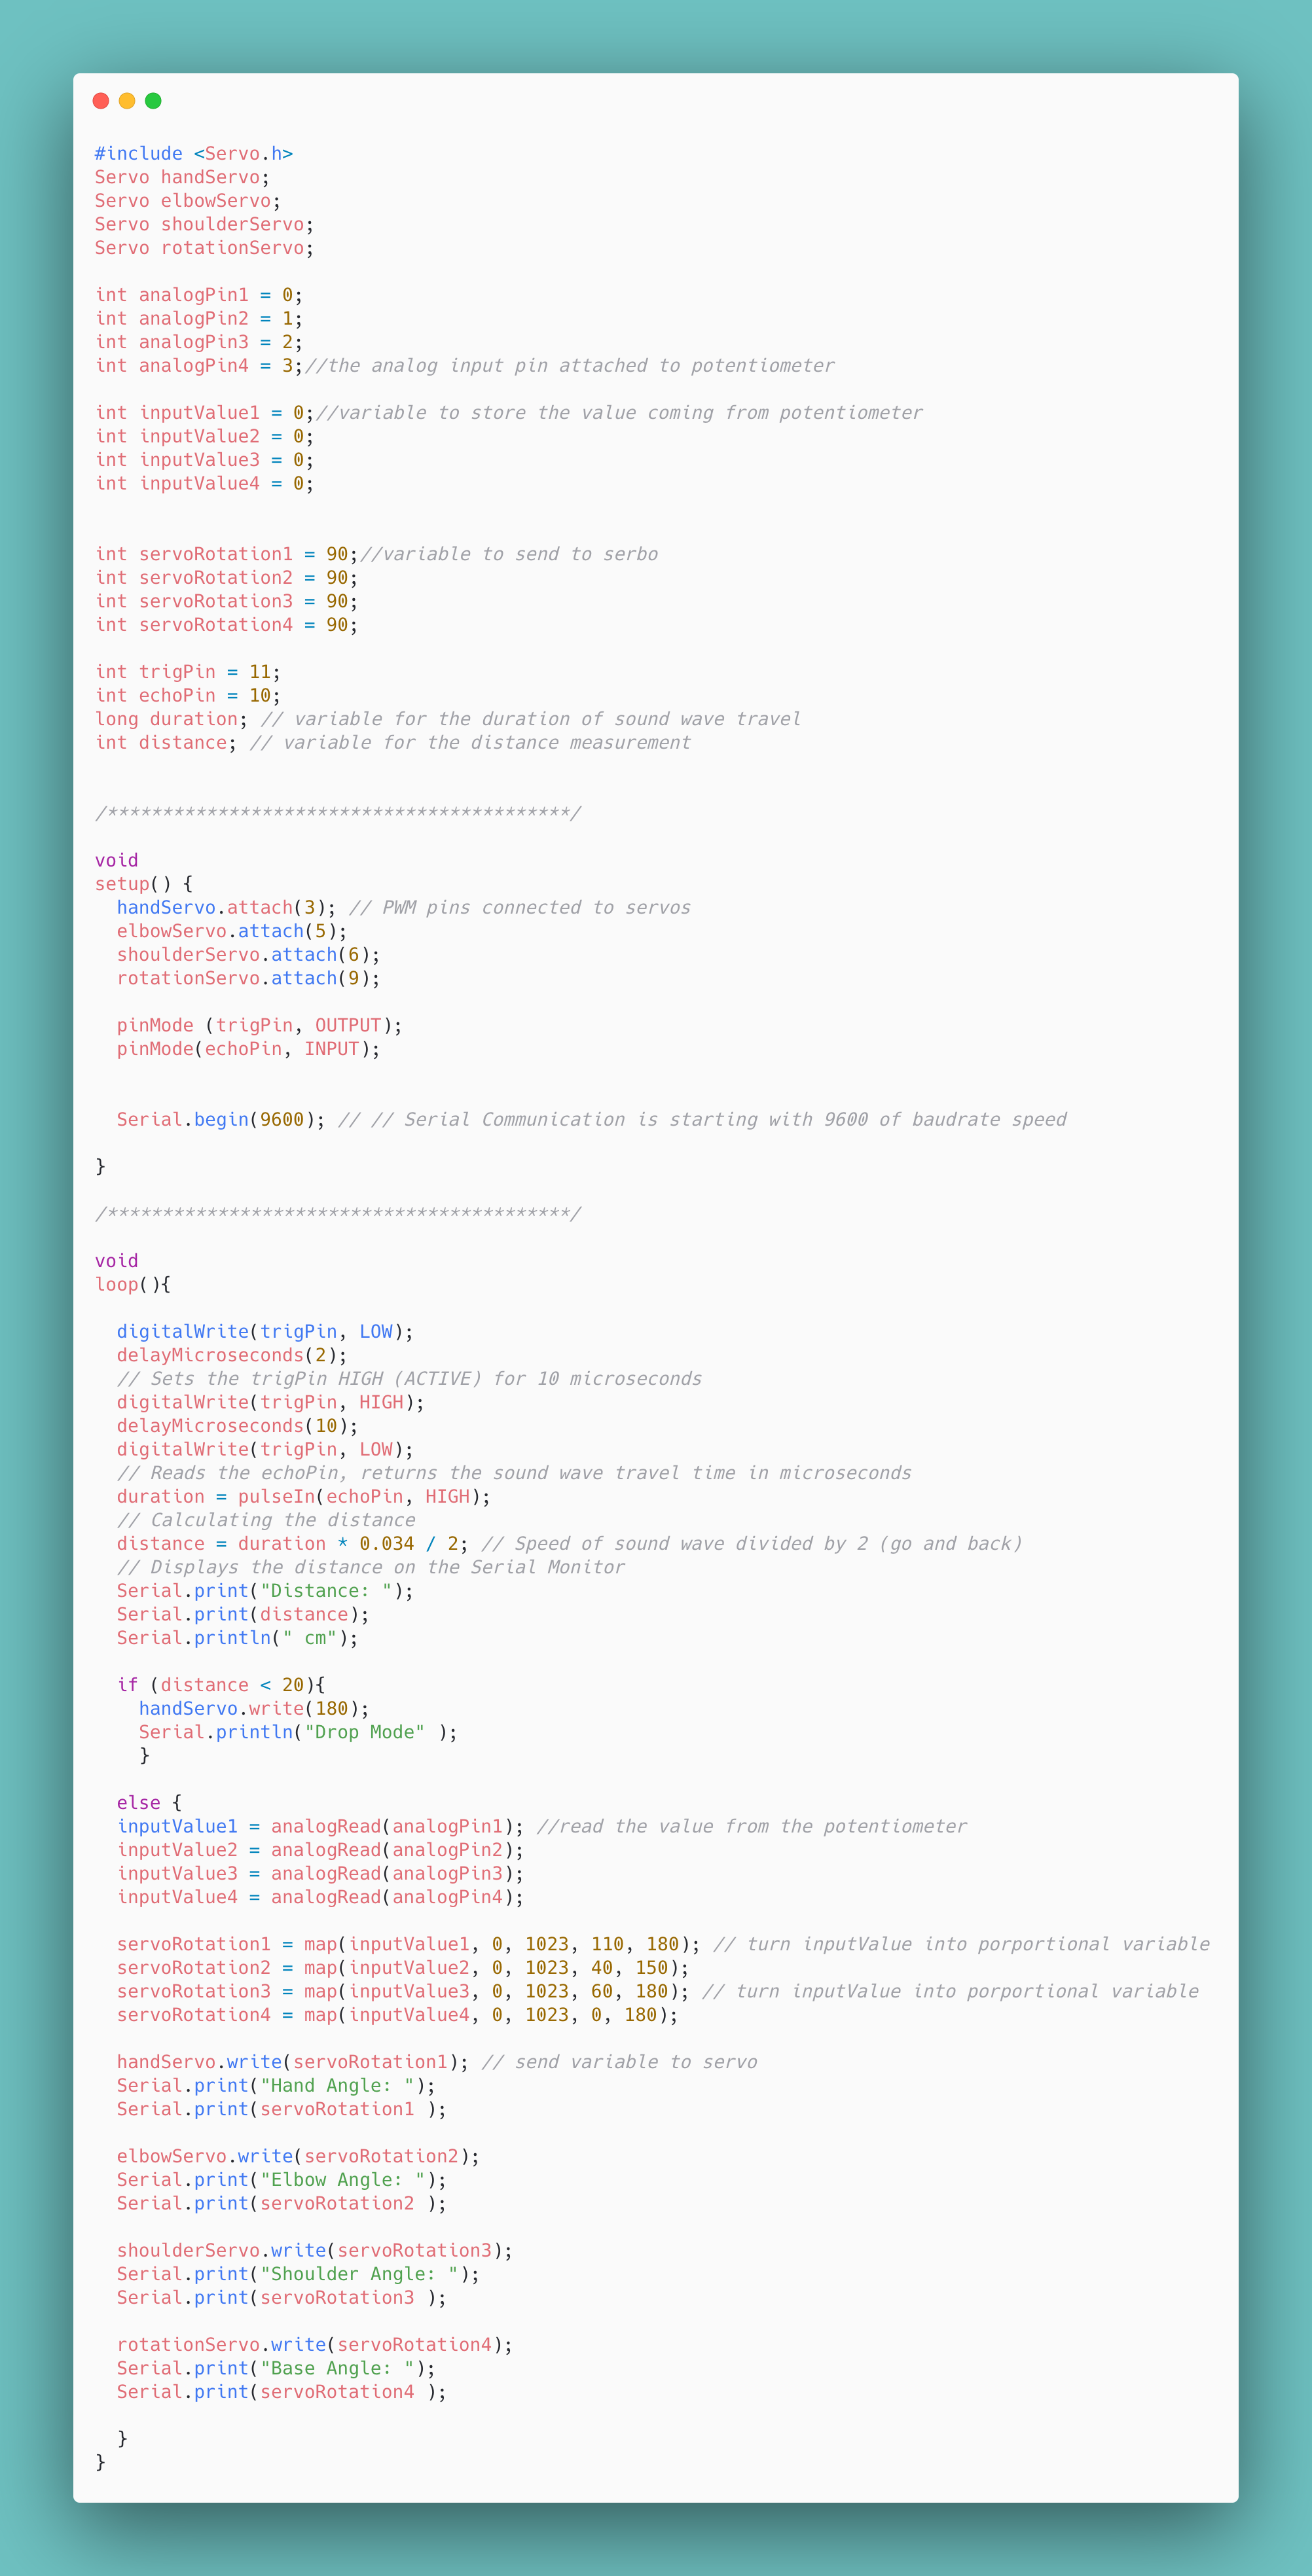 #include <Servo.h>
Servo handServo;
Servo elbowServo;
Servo shoulderServo;
Servo rotationServo;

int analogPin1 = 0;
int analogPin2 = 1;
int analogPin3 = 2;
int analogPin4 = 3;//the analog input pin attached to potentiometer

int inputValue1 = 0;//variable to store the value coming from potentiometer
int inputValue2 = 0;
int inputValue3 = 0;
int inputValue4 = 0;


int servoRotation1 = 90;//variable to send to serbo
int servoRotation2 = 90;
int servoRotation3 = 90;
int servoRotation4 = 90;

int trigPin = 11;
int echoPin = 10;
long duration; // variable for the duration of sound wave travel
int distance; // variable for the distance measurement


/******************************************/

void
setup() {
  handServo.attach(3); // PWM pins connected to servos
  elbowServo.attach(5);
  shoulderServo.attach(6);
  rotationServo.attach(9);

  pinMode (trigPin, OUTPUT);
  pinMode(echoPin, INPUT);


  Serial.begin(9600); // // Serial Communication is starting with 9600 of baudrate speed

}

/******************************************/

void
loop(){

  digitalWrite(trigPin, LOW);
  delayMicroseconds(2);
  // Sets the trigPin HIGH (ACTIVE) for 10 microseconds
  digitalWrite(trigPin, HIGH);
  delayMicroseconds(10);
  digitalWrite(trigPin, LOW);
  // Reads the echoPin, returns the sound wave travel time in microseconds
  duration = pulseIn(echoPin, HIGH);
  // Calculating the distance
  distance = duration * 0.034 / 2; // Speed of sound wave divided by 2 (go and back)
  // Displays the distance on the Serial Monitor
  Serial.print("Distance: ");
  Serial.print(distance);
  Serial.println(" cm");

  if (distance < 20){
    handServo.write(180);
    Serial.println("Drop Mode" );
    }

  else {
  inputValue1 = analogRead(analogPin1); //read the value from the potentiometer
  inputValue2 = analogRead(analogPin2);
  inputValue3 = analogRead(analogPin3);
  inputValue4 = analogRead(analogPin4);

  servoRotation1 = map(inputValue1, 0, 1023, 110, 180); // turn inputValue into porportional variable
  servoRotation2 = map(inputValue2, 0, 1023, 40, 150);
  servoRotation3 = map(inputValue3, 0, 1023, 60, 180); // turn inputValue into porportional variable
  servoRotation4 = map(inputValue4, 0, 1023, 0, 180);

  handServo.write(servoRotation1); // send variable to servo
  Serial.print("Hand Angle: ");
  Serial.print(servoRotation1 );

  elbowServo.write(servoRotation2);
  Serial.print("Elbow Angle: ");
  Serial.print(servoRotation2 );

  shoulderServo.write(servoRotation3);
  Serial.print("Shoulder Angle: ");
  Serial.print(servoRotation3 );

  rotationServo.write(servoRotation4);
  Serial.print("Base Angle: ");
  Serial.print(servoRotation4 );

  }
}